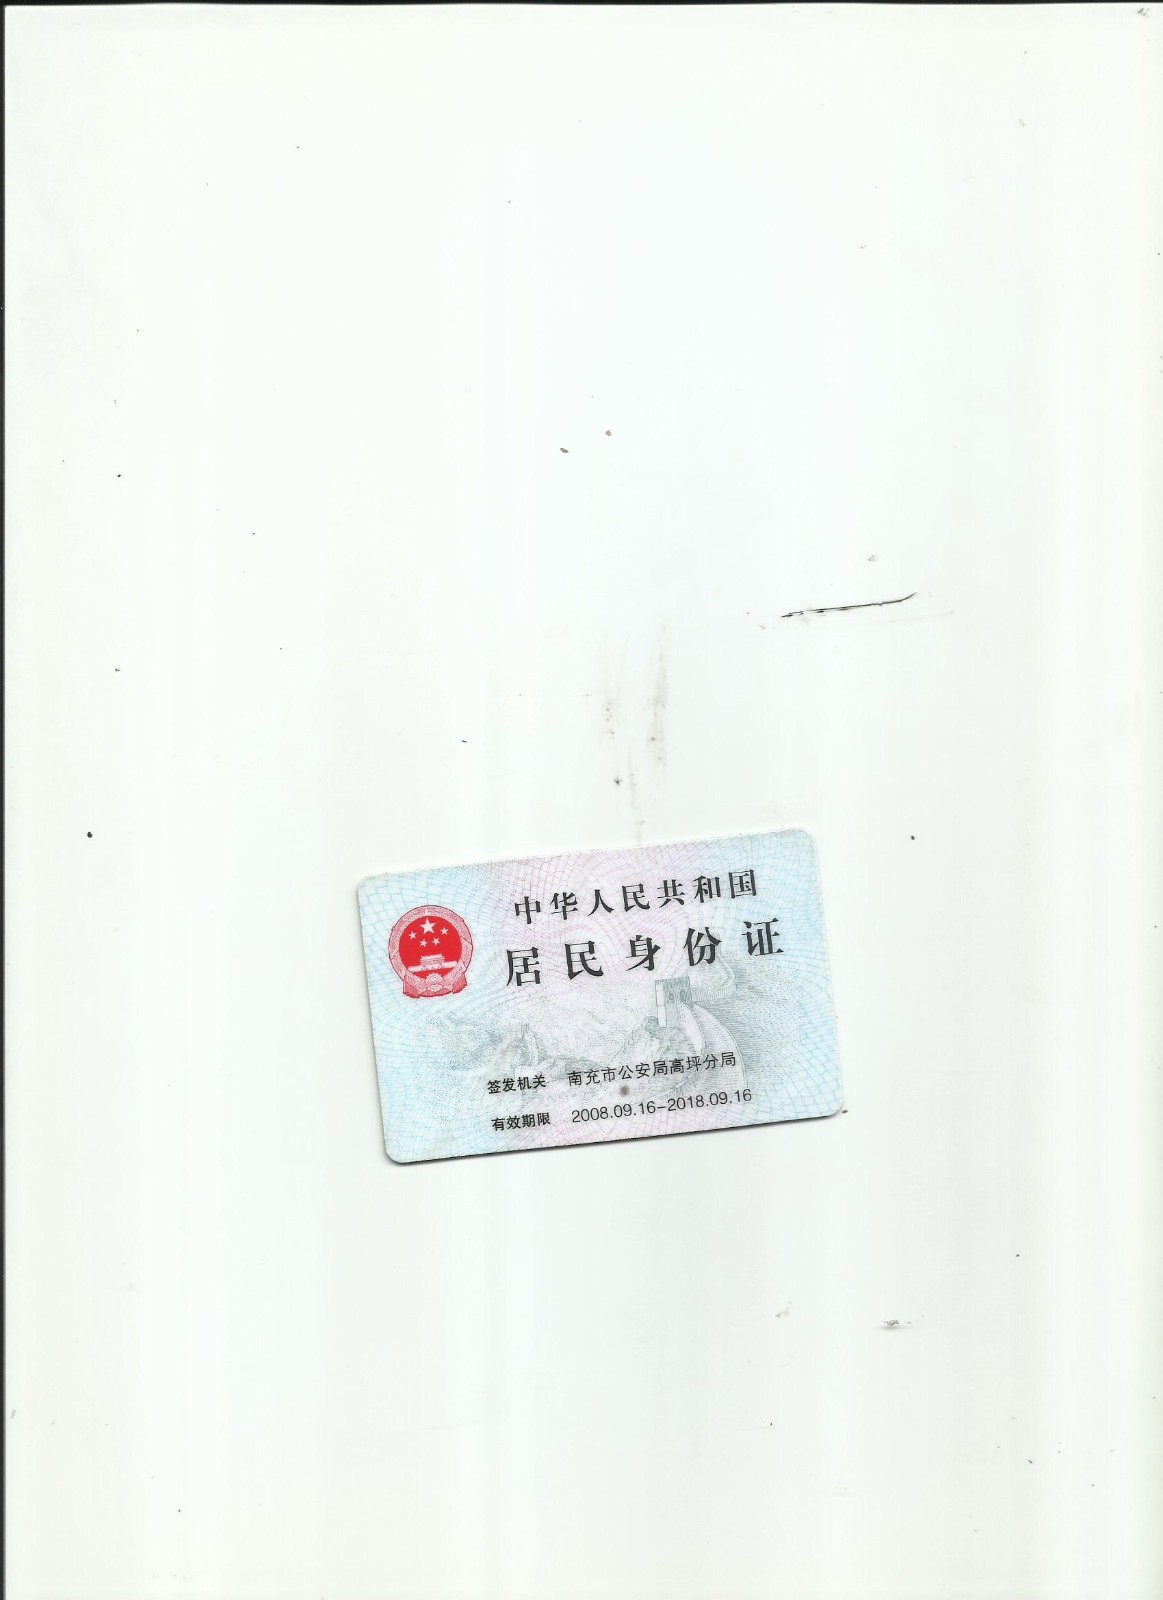 中华人民共和国
居民身份证
签发机关 南充市公安局高坪分局
有效期限 2008.09.16-2018.09.16